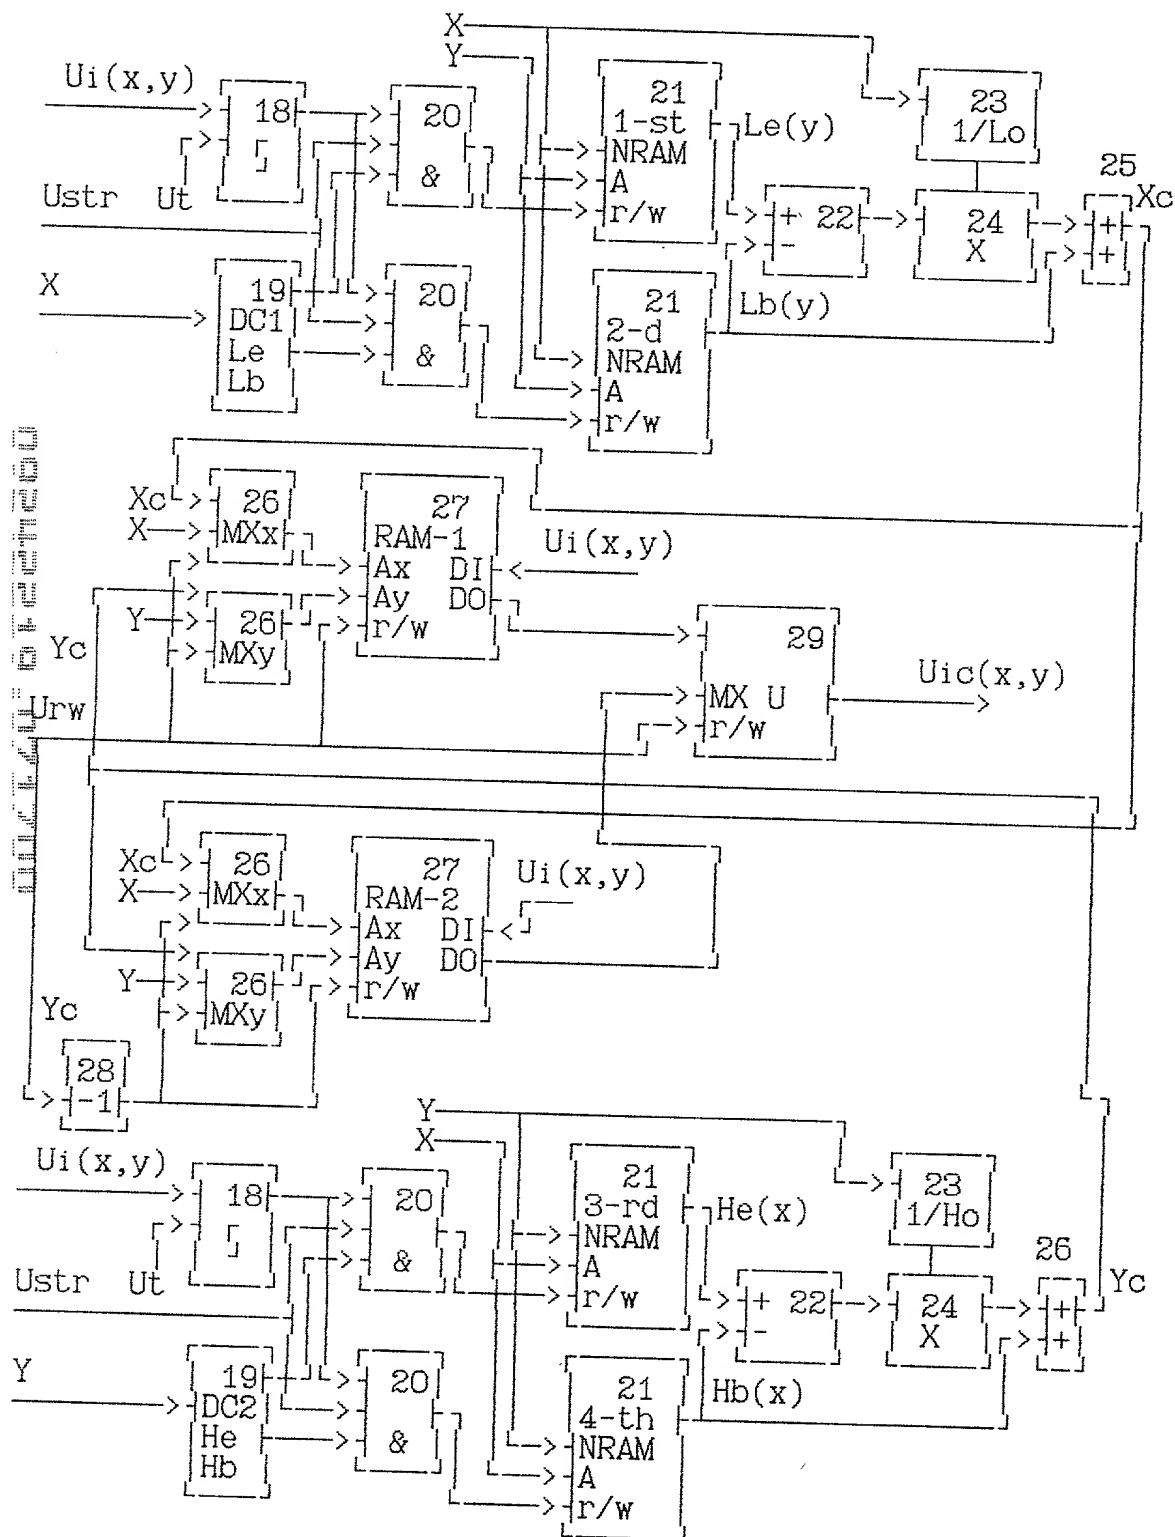 X
Y
Ui(x,y)
18
20
&
21
1-st
NRAM
A
r/w
Le(y)
23
1/Lo
25
Xc
Ustr
Ut
+ 22
-
24
X
+
+
X
19
DC1
Le
Lb
20
&
21
2-d
NRAM
A
r/w
Lb(y)
Xc
X
26
MXx
27
RAM-1
Ax DI
Ay DO
r/w
Ui(x,y)
Y
26
MXy
Yc
29
MX U
r/w
Uic(x,y)
Urw
Xc
X
26
MXx
27
RAM-2
Ax DI
Ay DO
r/w
Ui(x,y)
Y
26
MXy
Yc
28
-1
Y
X
Ui(x,y)
18
20
&
21
3-rd
NRAM
A
r/w
He(x)
23
1/Ho
26
Yc
Ustr
Ut
+ 22
-
24
X
+
+
Y
19
DC2
He
Hb
20
&
21
4-th
NRAM
A
r/w
Hb(x)